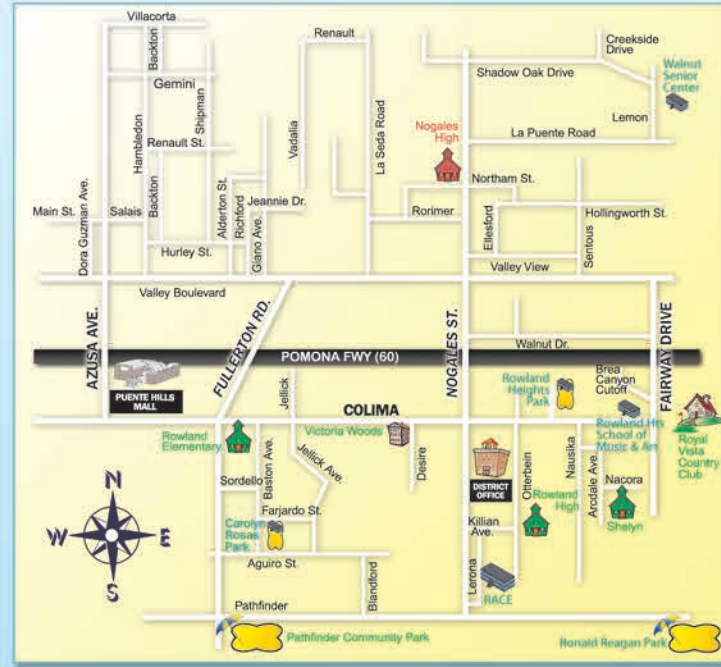 Villacorta
Backton
Gemini
Hambledon
Shipman
Renault St.
Renault
Vadalia
La Seda Road
Creekside
Drive
Shadow Oak Drive
Walnut
Senior
Center
Lemon
La Puente Road
Nogales
High
Northam St.
Dora Guzman Ave.
Main St.
Salais
Backton
Alderton St.
Richford
Giano Ave.
Jeannie Dr.
Rorimer
Ellesford
Hollingworth St.
Sentous
Hurley St.
Valley View
Valley Boulevard
AZUSA AVE.
FULLERTON RD.
NOGALES ST.
FAIRWAY DRIVE
Walnut Dr.
POMONA FWY (60)
PUENTE HILLS
MALL
Jellick
COLIMA
Rowland
Heights
Park
Brea
Canyon
Cutoff
Rowland Hts
School of
Music & Art
Royal
Vista
Country
Club
Rowland
Elementary
Victoria Woods
Baston Ave.
Jellick Ave.
Desire
DISTRICT
OFFICE
Otterbein
Nausika
Arodale Ave.
Nacora
Sordello
Rowland
High
Shelyn
Farjardo St.
Carolyn
Rosas
Park
Killian
Ave.
Aguiro St.
Blandford
Lerona
RACE
N
W
E
S
Pathfinder
Pathfinder Community Park
Ronald Reagan Park